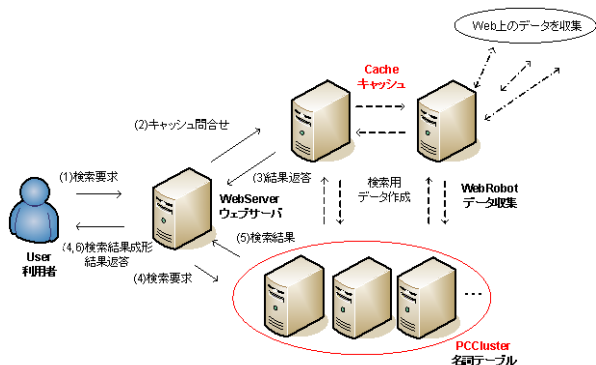 Web上のデータを収集
Cache
キャッシュ
(2)キャッシュ問合せ
(1)検索要求
(3)結果返答
検索用
データ作成
WebRobot
データ収集
WebServer
ウェブサーバ
User
利用者
(4,6)検索結果成形
結果返答
(5)検索結果
(4)検索要求
...
PCCluster
名詞テーブル